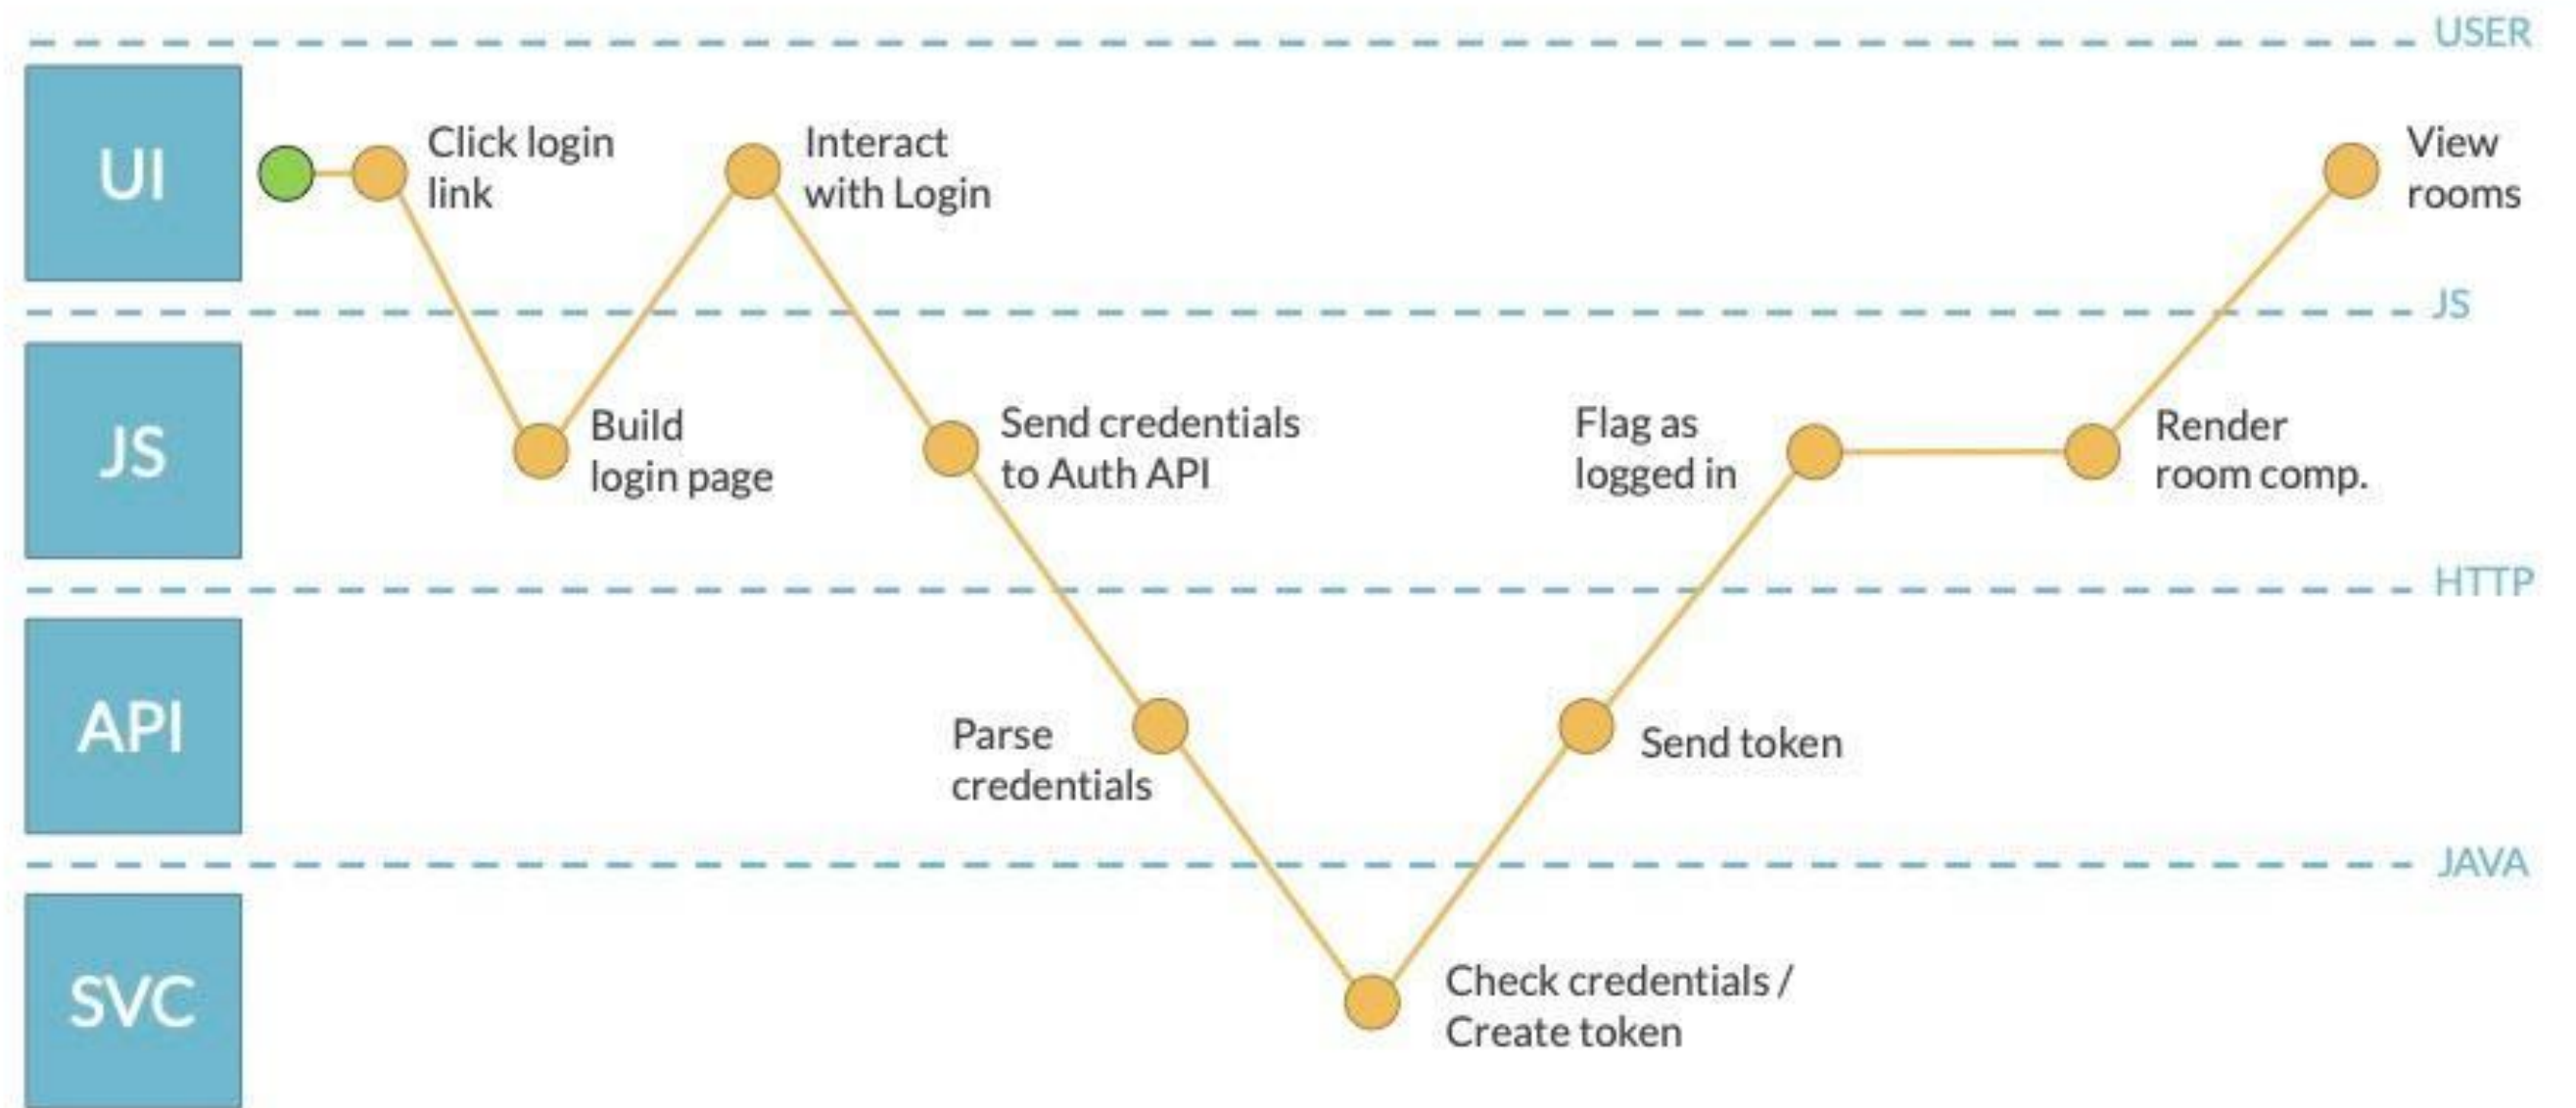 USER
UI
Click login
link
Interact
with Login
View
rooms
JS
JS
Build
login page
Send credentials
to Auth API
Flag as
logged in
Render
room comp.
HTTP
API
Parse
credentials
Send token
JAVA
SVC
Check credentials /
Create token